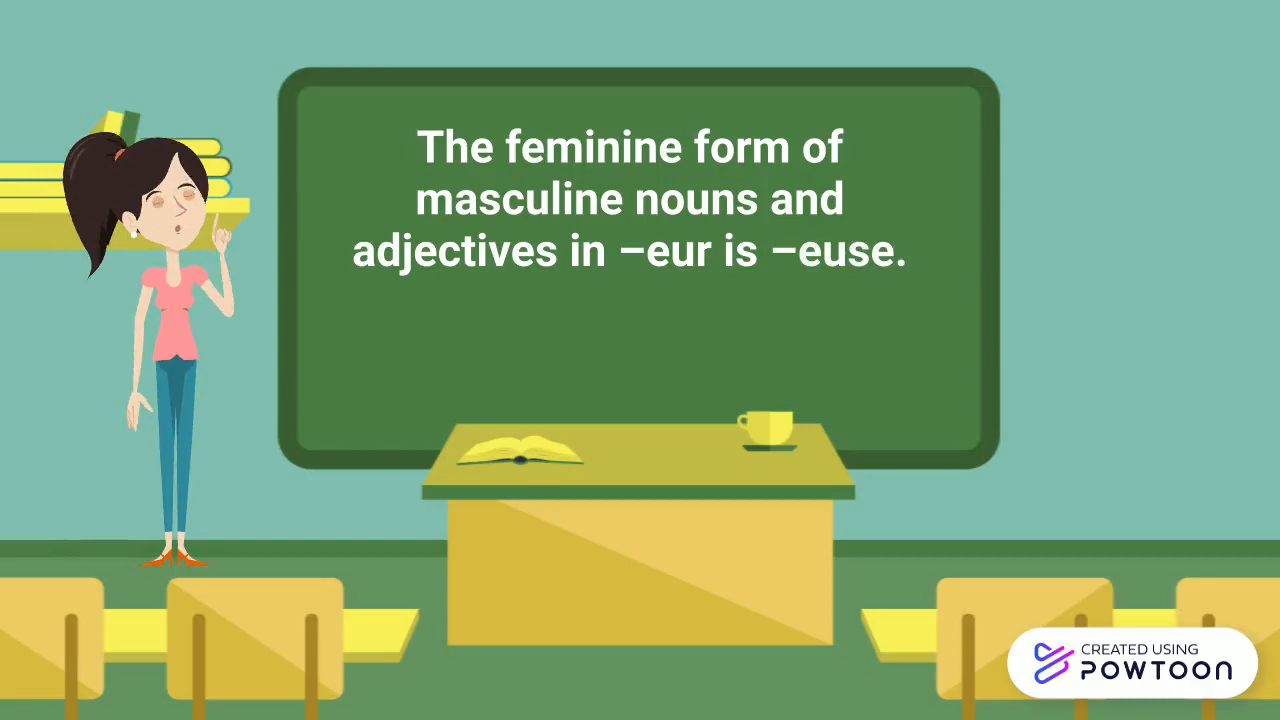 The feminine form of
masculine nouns and
adjectives in –eur is –euse.
CREATED USING
POWTOON